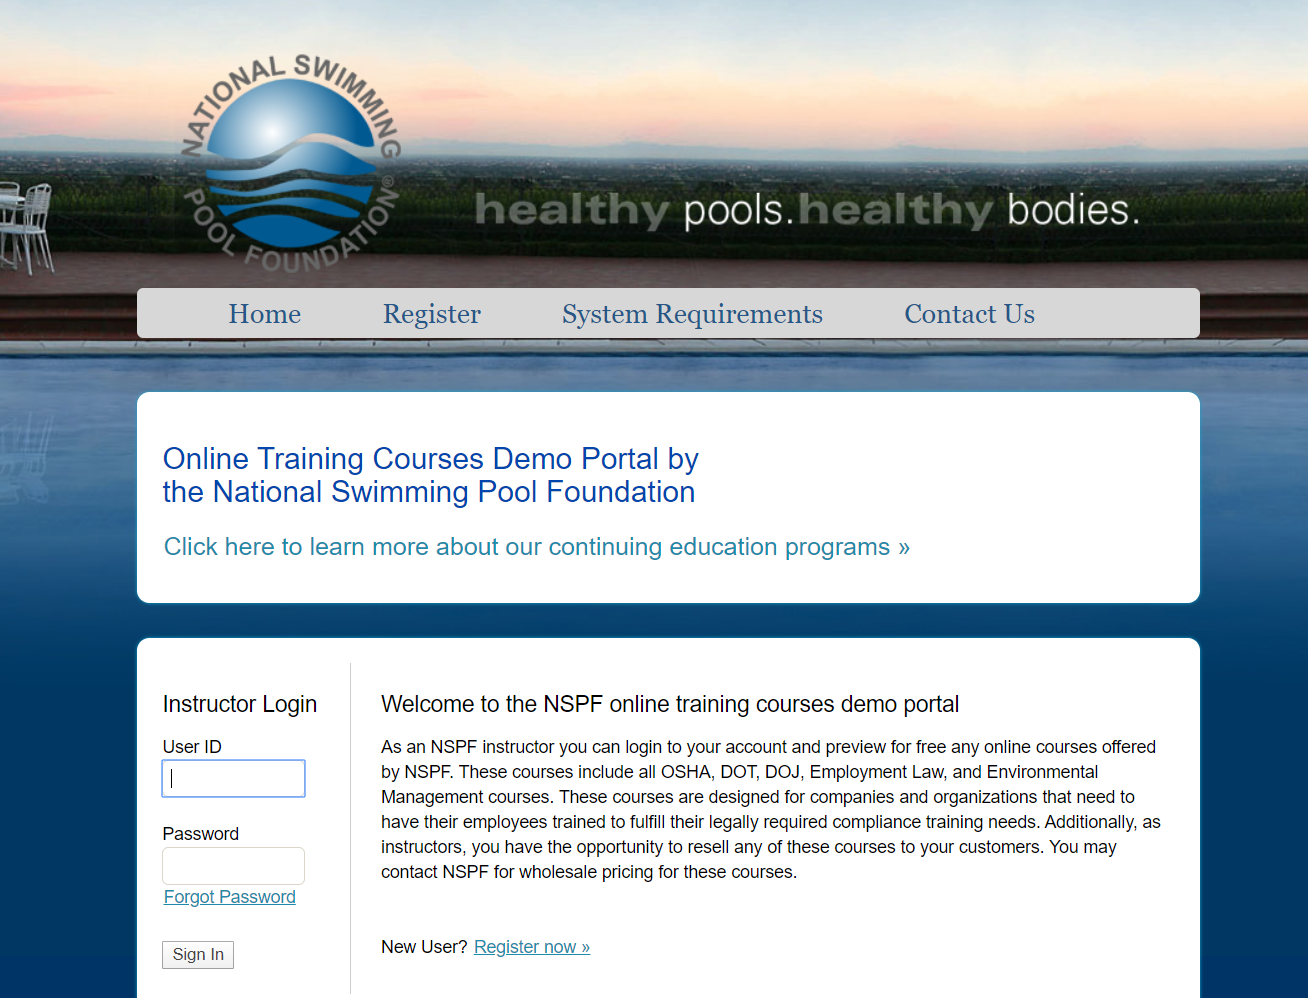 NATIONAL SWIMMING
POOL FOUNDATION®
healthy pools.healthy bodies.
Home Register System Requirements Contact Us
Online Training Courses Demo Portal by
the National Swimming Pool Foundation
Click here to learn more about our continuing education programs »
Instructor Login
User ID
Password
Forgot Password
Sign In
Welcome to the NSPF online training courses demo portal
As an NSPF instructor you can login to your account and preview for free any online courses offered
by NSPF. These courses include all OSHA, DOT, DOJ, Employment Law, and Environmental
Management courses. These courses are designed for companies and organizations that need to
have their employees trained to fulfill their legally required compliance training needs. Additionally, as
instructors, you have the opportunity to resell any of these courses to your customers. You may
contact NSPF for wholesale pricing for these courses.
New User? Register now »